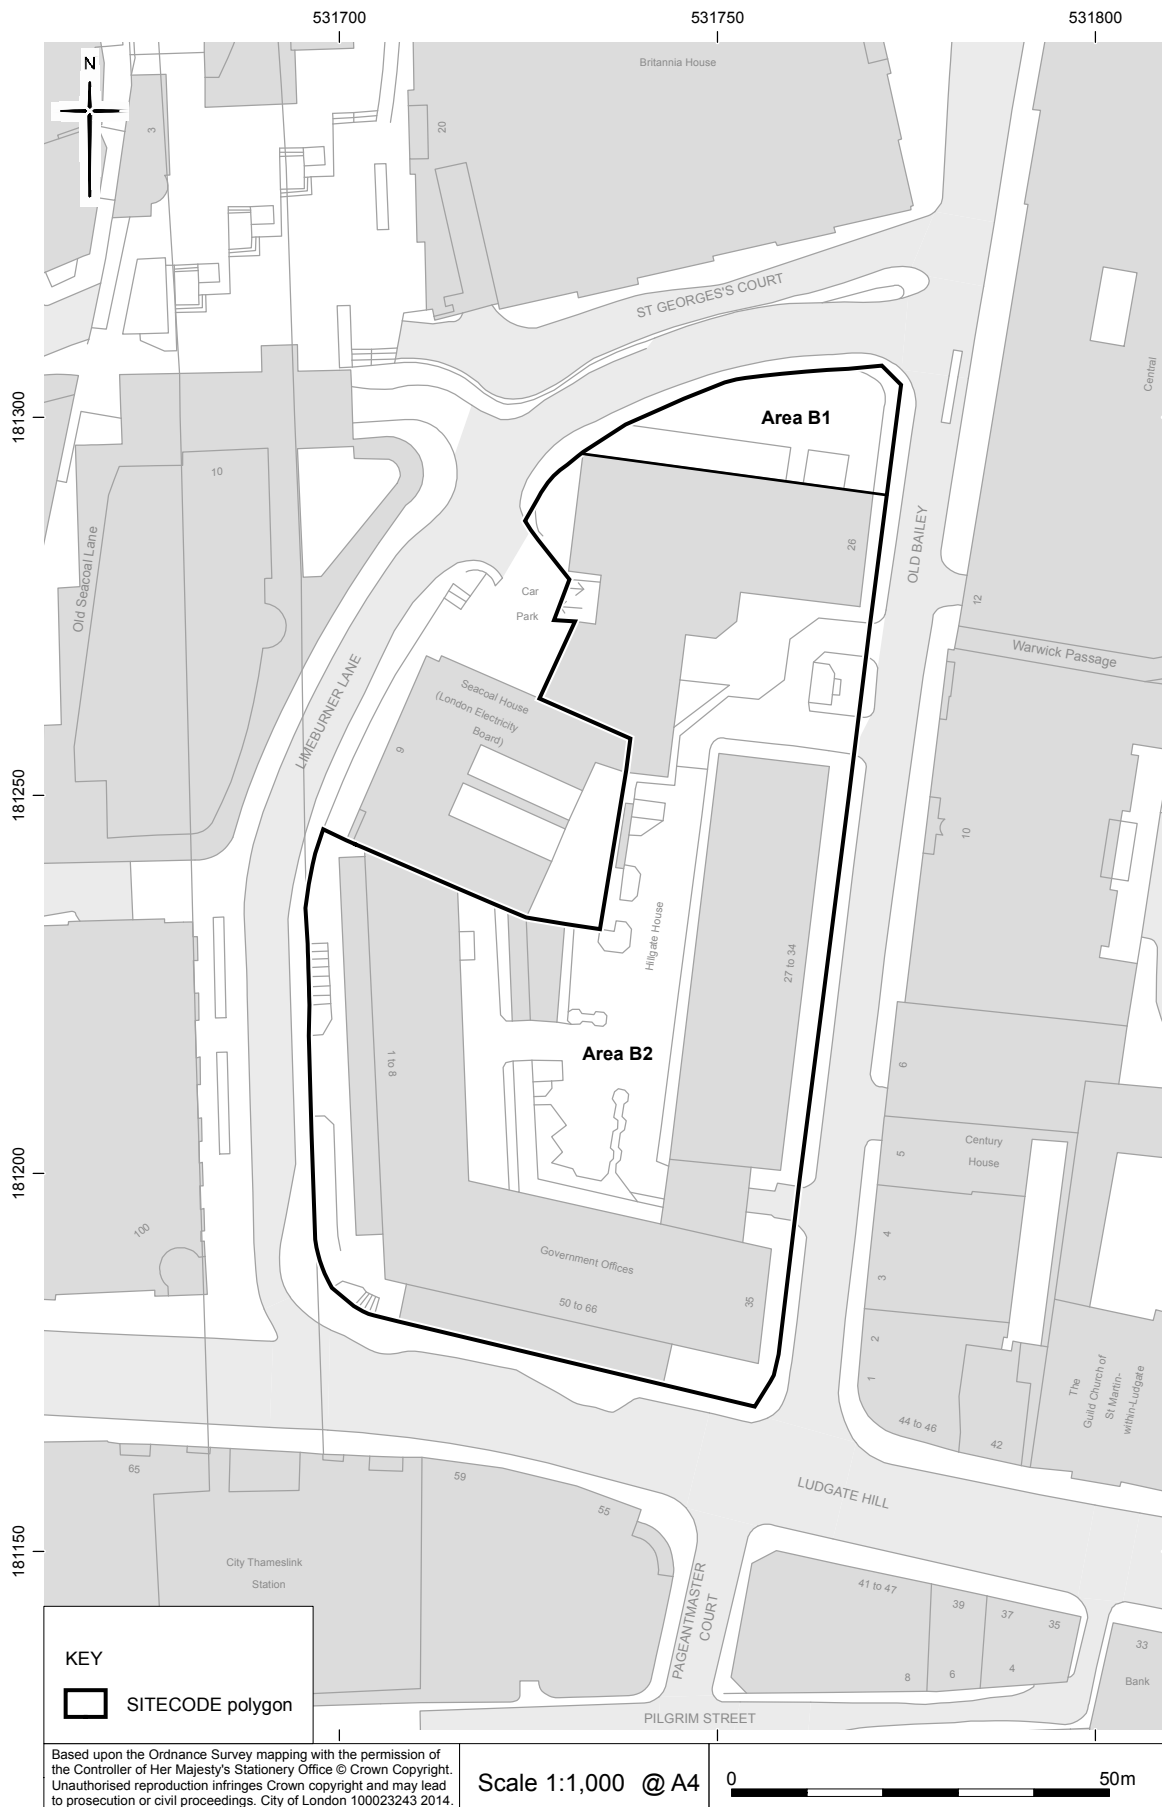 531700
531750
531800
N
Britannia House
3
20
ST GEORGES'S COURT
Central
181300
Area B1
10
Old Seacoal Lane
26
OLD BAILEY
Car
Park
12
Warwick Passage
LIMEBURNER LANE
Seacoal House
(London Electricity
Board)
9
181250
10
Hillgate House
27 to 34
Area B2
1 to 8
6
Century
House
5
181200
100
4
3
Government Offices
50 to 66
35
2
1
The
Guild Church of
St Martin-
within-Ludgate
44 to 46
42
65
59
55
LUDGATE HILL
181150
City Thameslink
Station
PAGEANTMASTER
COURT
41 to 47
39
37
35
33
8
6
4
Bank
PILGRIM STREET
KEY
SITECODE polygon
Based upon the Ordnance Survey mapping with the permission of
the Controller of Her Majesty's Stationery Office © Crown Copyright.
Unauthorised reproduction infringes Crown copyright and may lead
to prosecution or civil proceedings. City of London 100023243 2014.
Scale 1:1,000 @ A4
0
50m